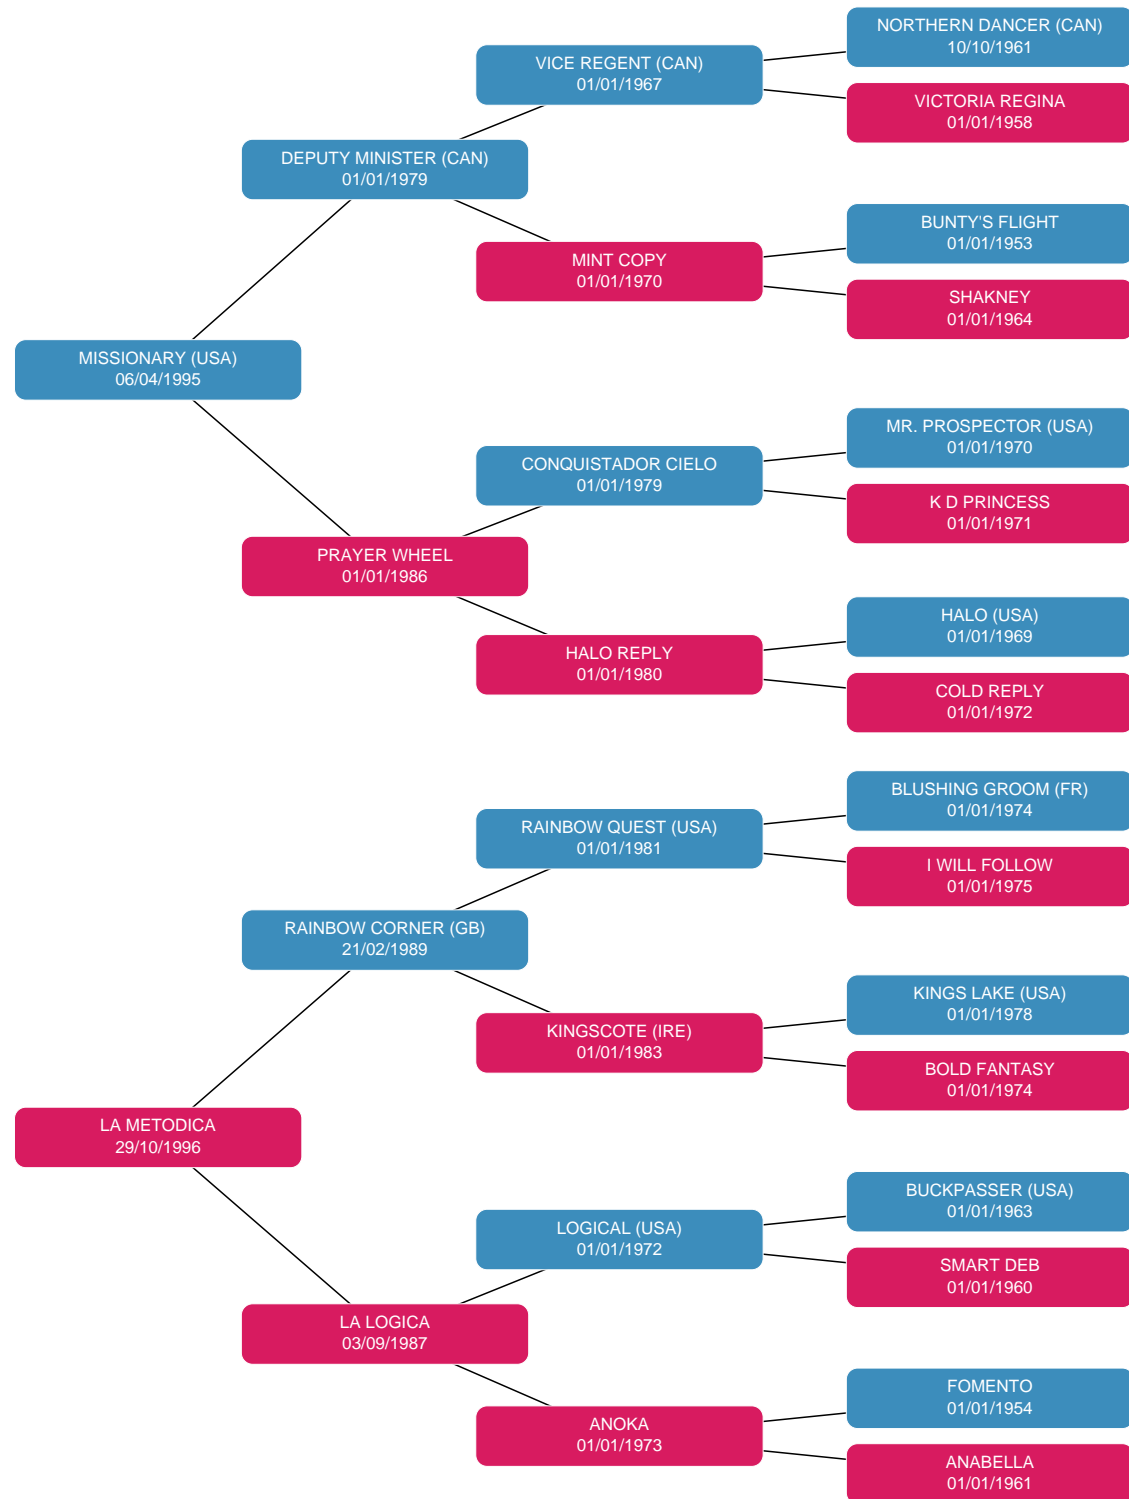 NORTHERN DANCER (CAN)
10/10/1961
VICE REGENT (CAN)
01/01/1967
VICTORIA REGINA
01/01/1958
DEPUTY MINISTER (CAN)
01/01/1979
BUNTY'S FLIGHT
01/01/1953
MINT COPY
01/01/1970
SHAKNEY
01/01/1964
MISSIONARY (USA)
06/04/1995
MR. PROSPECTOR (USA)
01/01/1970
CONQUISTADOR CIELO
01/01/1979
K D PRINCESS
01/01/1971
PRAYER WHEEL
01/01/1986
HALO (USA)
01/01/1969
HALO REPLY
01/01/1980
COLD REPLY
01/01/1972
BLUSHING GROOM (FR)
01/01/1974
RAINBOW QUEST (USA)
01/01/1981
I WILL FOLLOW
01/01/1975
RAINBOW CORNER (GB)
21/02/1989
KINGS LAKE (USA)
01/01/1978
KINGSCOTE (IRE)
01/01/1983
BOLD FANTASY
01/01/1974
LA METODICA
29/10/1996
BUCKPASSER (USA)
01/01/1963
LOGICAL (USA)
01/01/1972
SMART DEB
01/01/1960
LA LOGICA
03/09/1987
FOMENTO
01/01/1954
ANOKA
01/01/1973
ANABELLA
01/01/1961